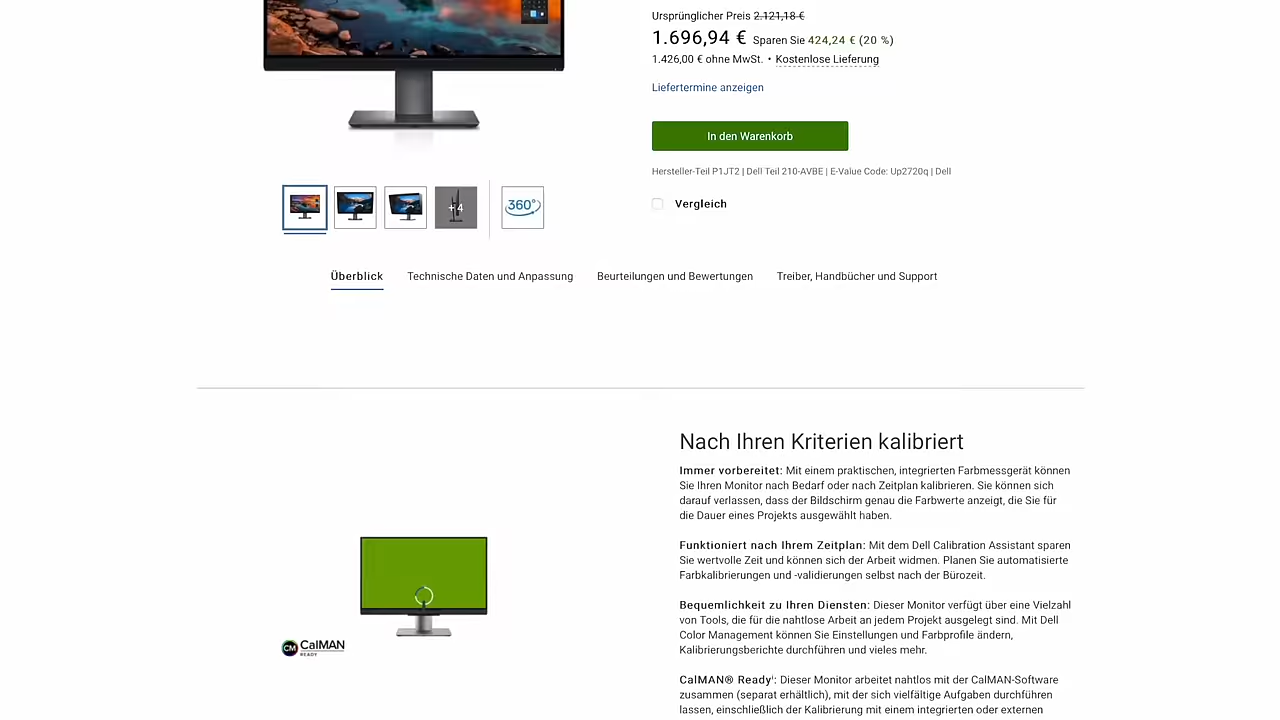 Ursprünglicher Preis 2.121,18 €
1.696,94 € Sparen Sie 424,24 € (20 %)
1.426,00 € ohne MwSt. • Kostenlose Lieferung
Liefertermine anzeigen
In den Warenkorb
Hersteller-Teil P1JT2 | Dell Teil 210-AVBE | E-Value Code: Up2720q | Dell
+ 4
360°
Vergleich
Überblick Technische Daten und Anpassung Beurteilungen und Bewertungen Treiber, Handbücher und Support
Nach Ihren Kriterien kalibriert
Immer vorbereitet: Mit einem praktischen, integrierten Farbmessgerät können
Sie Ihren Monitor nach Bedarf oder nach Zeitplan kalibrieren. Sie können sich
darauf verlassen, dass der Bildschirm genau die Farbwerte anzeigt, die Sie für
die Dauer eines Projekts ausgewählt haben.
Funktioniert nach Ihrem Zeitplan: Mit dem Dell Calibration Assistant sparen
Sie wertvolle Zeit und können sich der Arbeit widmen. Planen Sie automatisierte
Farbkalibrierungen und -validierungen selbst nach der Bürozeit.
Bequemlichkeit zu Ihren Diensten: Dieser Monitor verfügt über eine Vielzahl
von Tools, die für die nahtlose Arbeit an jedem Projekt ausgelegt sind. Mit Dell
Color Management können Sie Einstellungen und Farbprofile ändern,
Kalibrierungsberichte durchführen und vieles mehr.
CM CalMAN
READY
CalMAN® Readyⁱ: Dieser Monitor arbeitet nahtlos mit der CalMAN-Software
zusammen (separat erhältlich), mit der sich vielfältige Aufgaben durchführen
lassen, einschließlich der Kalibrierung mit einem integrierten oder externen